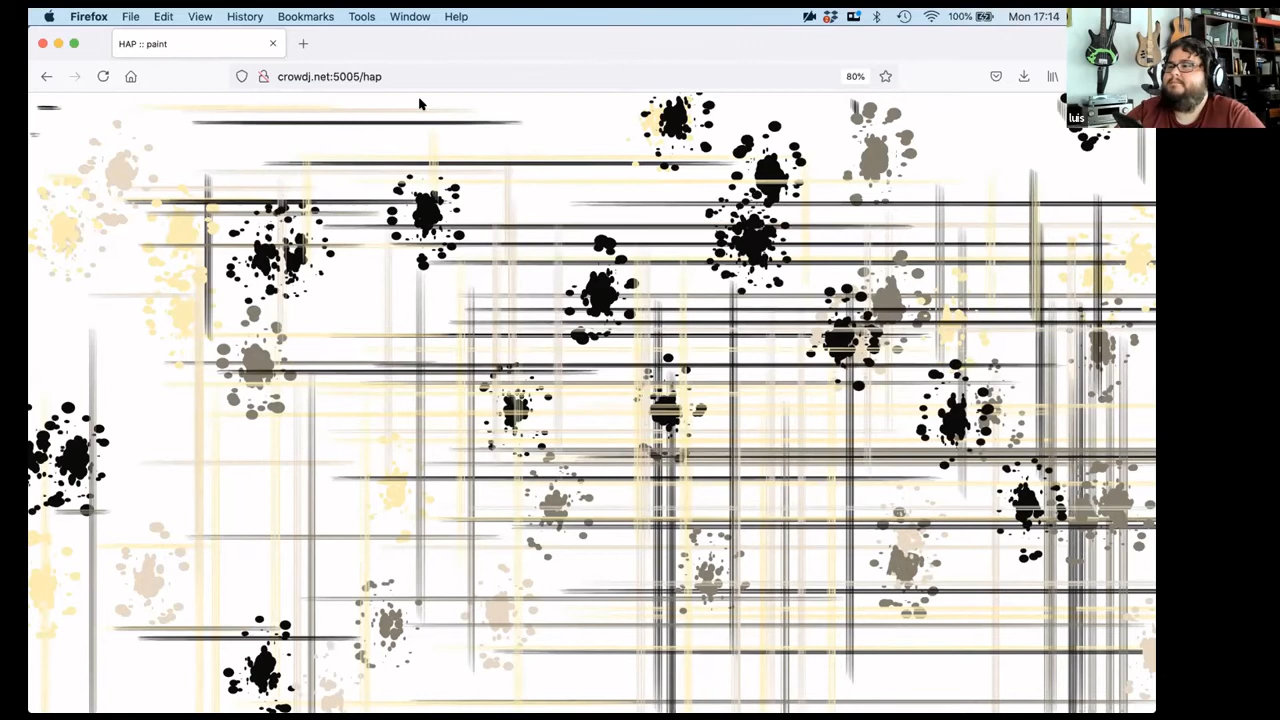 Firefox File Edit View History Bookmarks Tools Window Help 100% Mon 17:14
HAP :: paint
crowdj.net:5005/hap 80%
luis